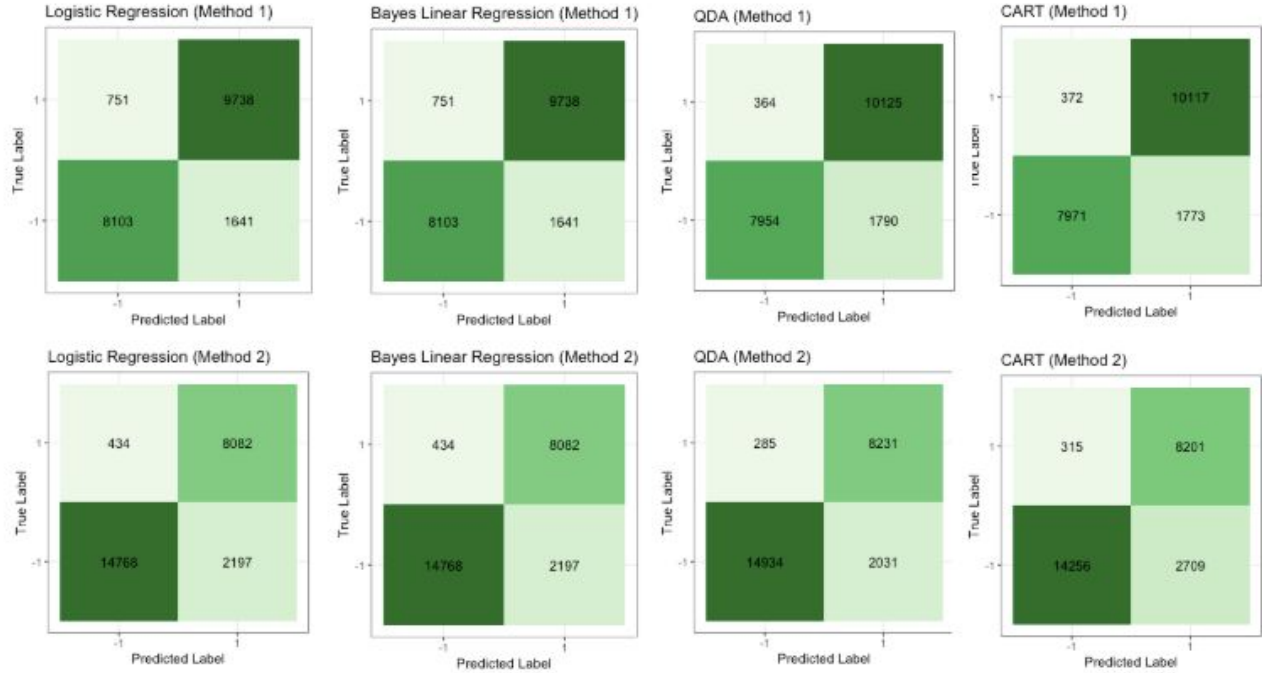 Logistic Regression (Method 1)
True Label
1
-1
751
9738
8103
1641
-1
1
Predicted Label
Bayes Linear Regression (Method 1)
True Label
1
-1
751
9738
8103
1641
-1
1
Predicted Label
QDA (Method 1)
True Label
1
-1
364
10125
7954
1790
-1
1
Predicted Label
CART (Method 1)
True Label
1
-1
372
10117
7971
1773
-1
1
Predicted Label
Logistic Regression (Method 2)
True Label
1
-1
434
8082
14768
2197
-1
1
Predicted Label
Bayes Linear Regression (Method 2)
True Label
1
-1
434
8082
14768
2197
-1
1
Predicted Label
QDA (Method 2)
True Label
1
-1
285
8231
14934
2031
-1
1
Predicted Label
CART (Method 2)
True Label
1
-1
315
8201
14256
2709
-1
1
Predicted Label